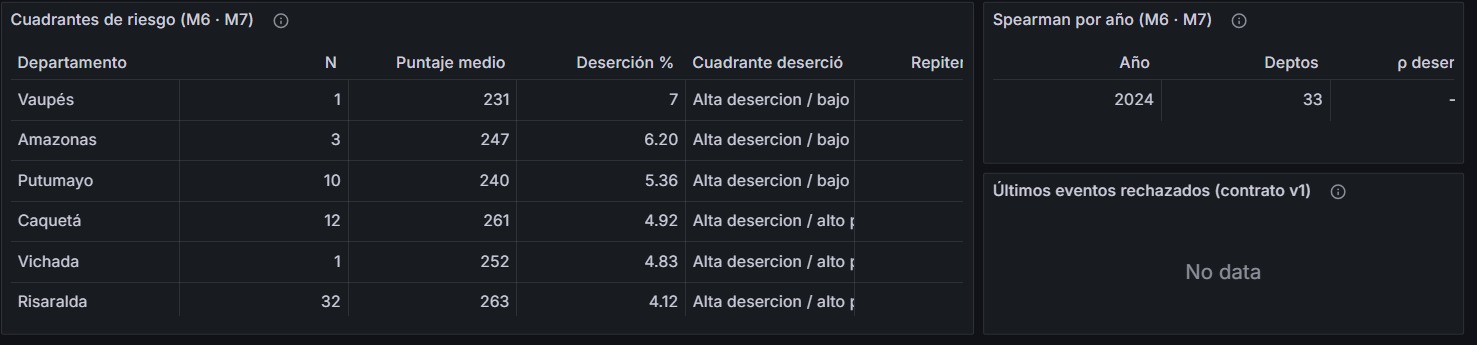 Cuadrantes de riesgo (M6 · M7)
Departamento N Puntaje medio Deserción % Cuadrante deserció Repiter
Vaupés 1 231 7 Alta desercion / bajo
Amazonas 3 247 6.20 Alta desercion / bajo
Putumayo 10 240 5.36 Alta desercion / bajo
Caquetá 12 261 4.92 Alta desercion / alto p
Vichada 1 252 4.83 Alta desercion / alto p
Risaralda 32 263 4.12 Alta desercion / alto p
Spearman por año (M6 · M7)
Año Deptos ρ deser
2024 33 -
Últimos eventos rechazados (contrato v1)
No data